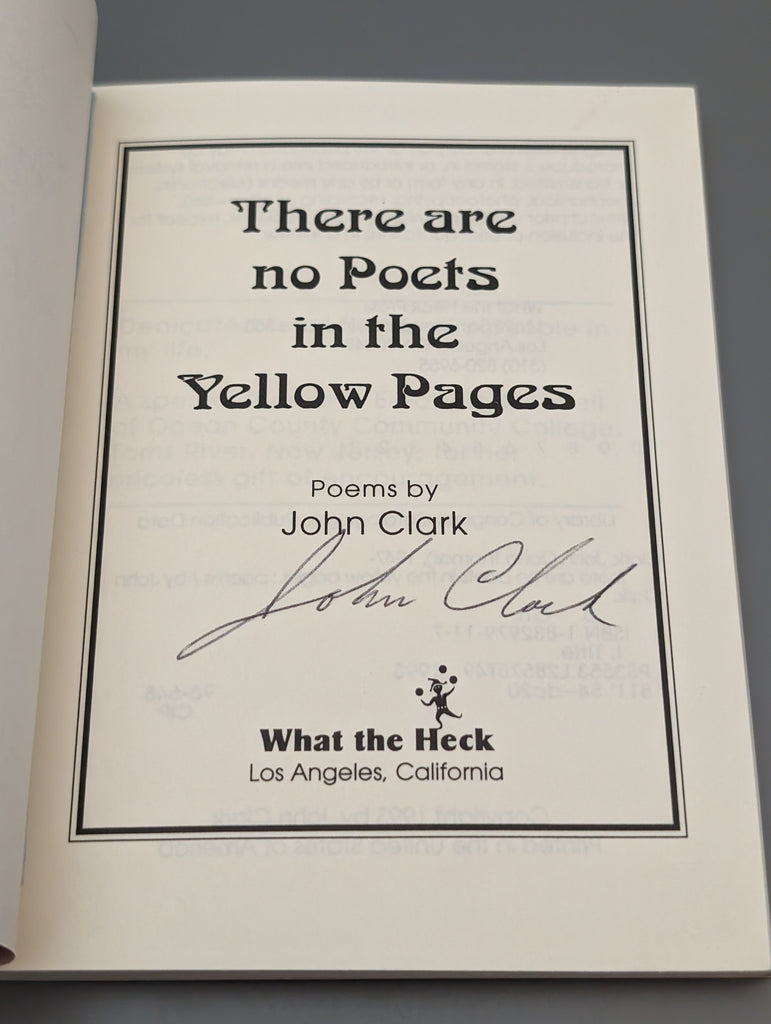 There are
no Poets
in the
Yellow Pages
Poems by
John Clark
John Clark
What the Heck
Los Angeles, California